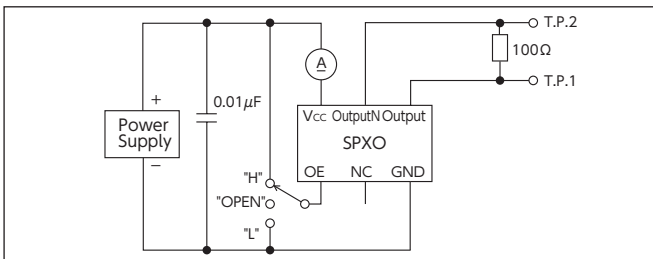 T.P.2
100Ω
T.P.1
A
+
0.01μF
Power
Supply
−
Vcc OutputN Output
SPXO
OE NC GND
"H"
"OPEN"
"L"